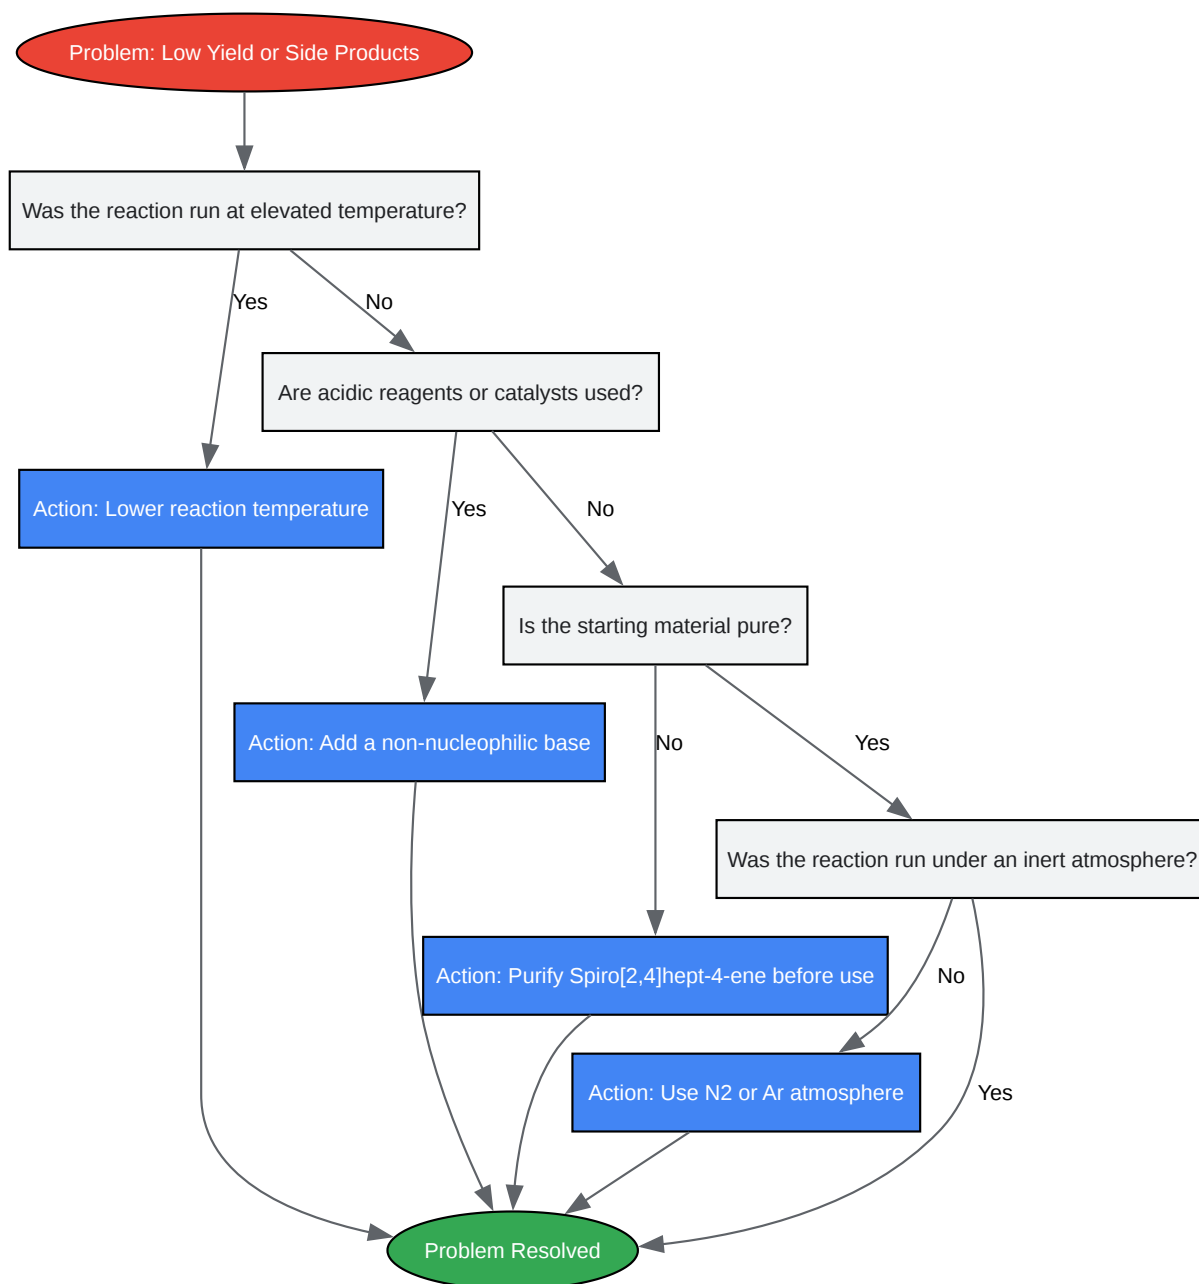 Problem: Low Yield or Side Products
Was the reaction run at elevated temperature?
Yes
No
Are acidic reagents or catalysts used?
Action: Lower reaction temperature
Yes
No
Is the starting material pure?
Action: Add a non-nucleophilic base
No
Yes
Was the reaction run under an inert atmosphere?
Action: Purify Spiro[2,4]hept-4-ene before use
No
Action: Use N2 or Ar atmosphere
Yes
Problem Resolved